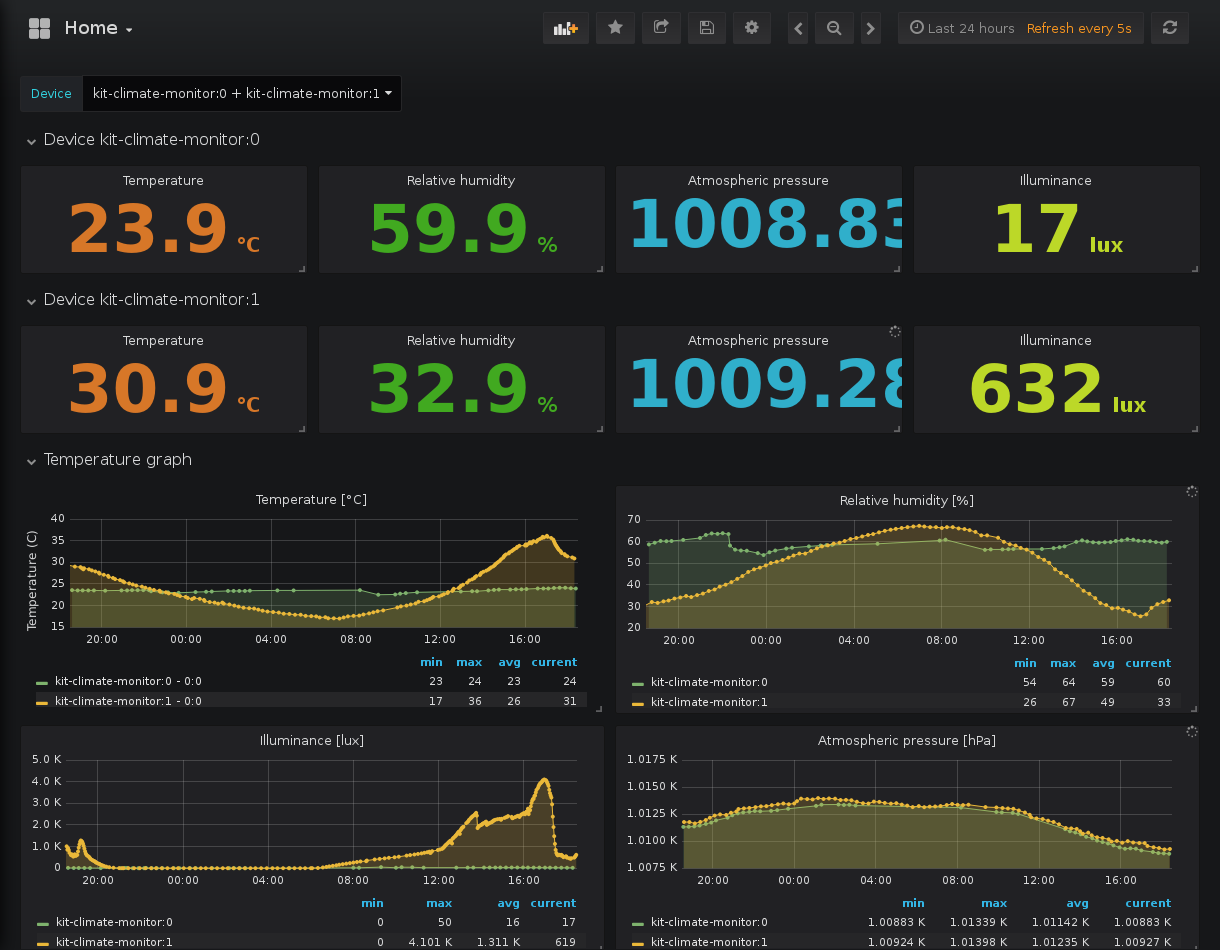 Home
Last 24 hours Refresh every 5s
Device kit-climate-monitor:0 + kit-climate-monitor:1
Device kit-climate-monitor:0
Temperature Relative humidity Atmospheric pressure Illuminance
23.9 °C 59.9 % 1008.83 17 lux
Device kit-climate-monitor:1
Temperature Relative humidity Atmospheric pressure Illuminance
30.9 °C 32.9 % 1009.28 632 lux
Temperature graph
Temperature [°C]
Temperature (C)
40
35
30
25
20
15
20:00 00:00 04:00 08:00 12:00 16:00
min max avg current
kit-climate-monitor:0 - 0:0 23 24 23 24
kit-climate-monitor:1 - 0:0 17 36 26 31
Relative humidity [%]
70
60
50
40
30
20
20:00 00:00 04:00 08:00 12:00 16:00
min max avg current
kit-climate-monitor:0 54 64 59 60
kit-climate-monitor:1 26 67 49 33
Illuminance [lux]
5.0 K
4.0 K
3.0 K
2.0 K
1.0 K
0
20:00 00:00 04:00 08:00 12:00 16:00
min max avg current
kit-climate-monitor:0 0 50 16 17
kit-climate-monitor:1 0 4.101 K 1.311 K 619
Atmospheric pressure [hPa]
1.0175 K
1.0150 K
1.0125 K
1.0100 K
1.0075 K
20:00 00:00 04:00 08:00 12:00 16:00
min max avg current
kit-climate-monitor:0 1.00883 K 1.01339 K 1.01142 K 1.00883 K
kit-climate-monitor:1 1.00924 K 1.01398 K 1.01235 K 1.00927 K